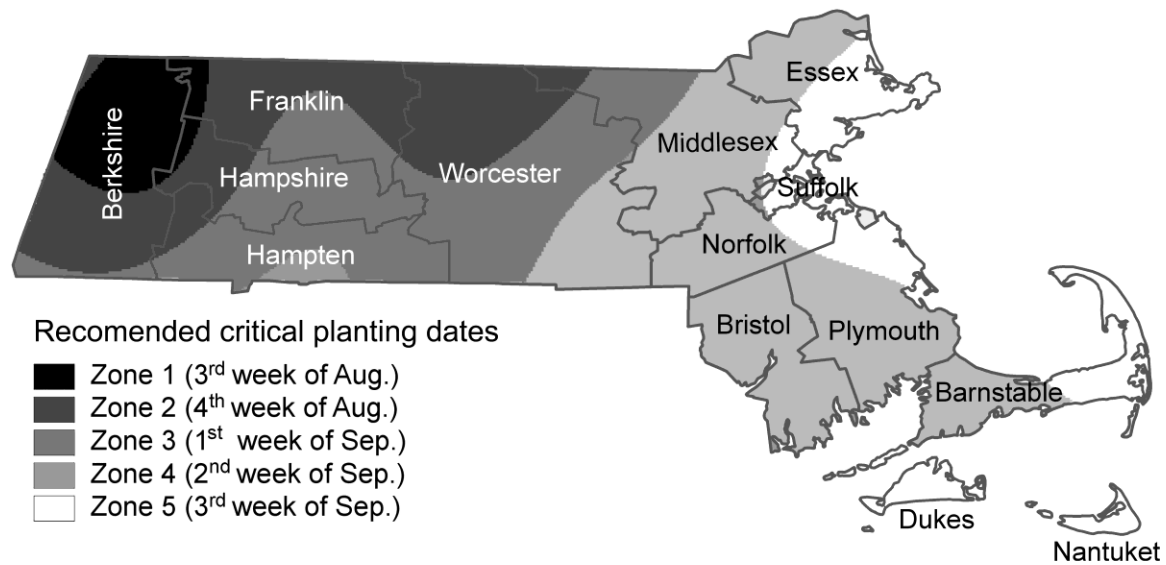 Essex
Franklin
Middlesex
Berkshire
Hampshire
Worcester
Suffolk
Norfolk
Hampten
Bristol
Plymouth
Barnstable
Dukes
Nantuket
Recomended critical planting dates
Zone 1 (3rd week of Aug.)
Zone 2 (4th week of Aug.)
Zone 3 (1st week of Sep.)
Zone 4 (2nd week of Sep.)
Zone 5 (3rd week of Sep.)